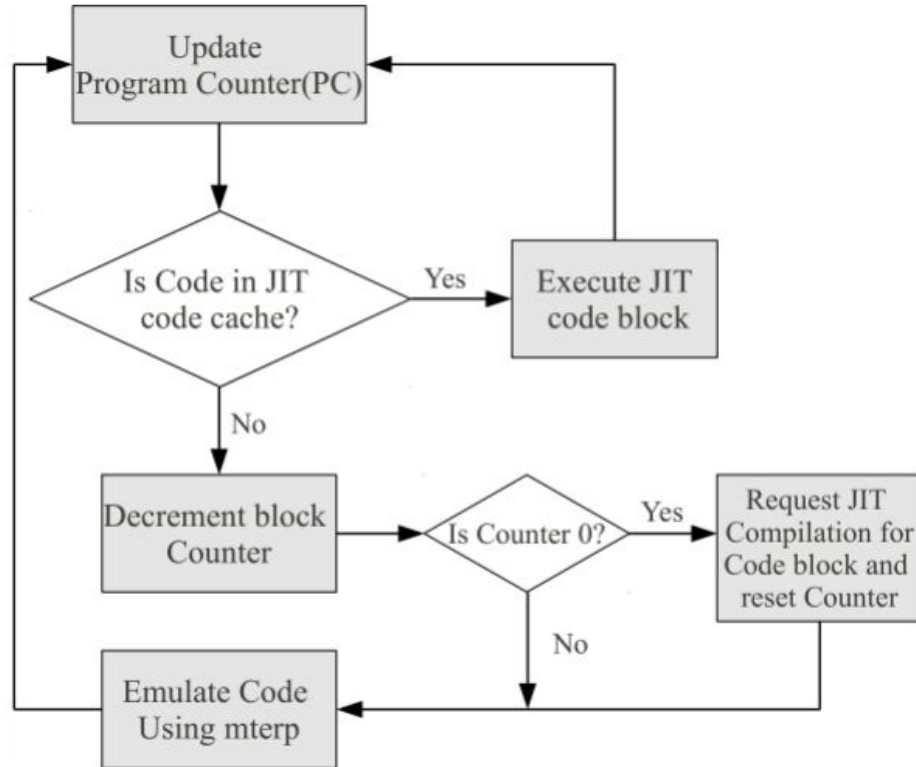 Update
Program Counter(PC)
Is Code in JIT
code cache?
Yes
Execute JIT
code block
No
Decrement block
Counter
Is Counter 0?
Yes
Request JIT
Compilation for
Code block and
reset Counter
No
Emulate Code
Using mterp